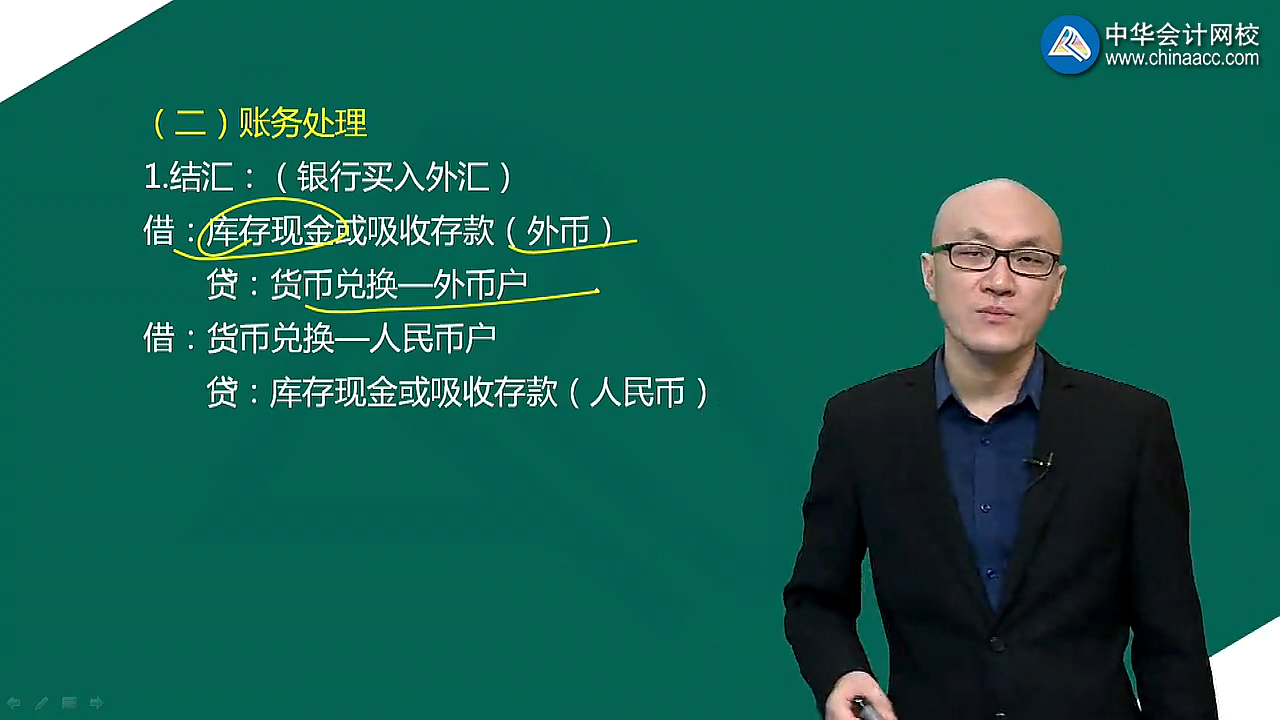 中华会计网校
www.chinaacc.com
（二）账务处理
1.结汇：（银行买入外汇）
借：库存现金或吸收存款（外币）
贷：货币兑换—外币户
借：货币兑换—人民币户
贷：库存现金或吸收存款（人民币）